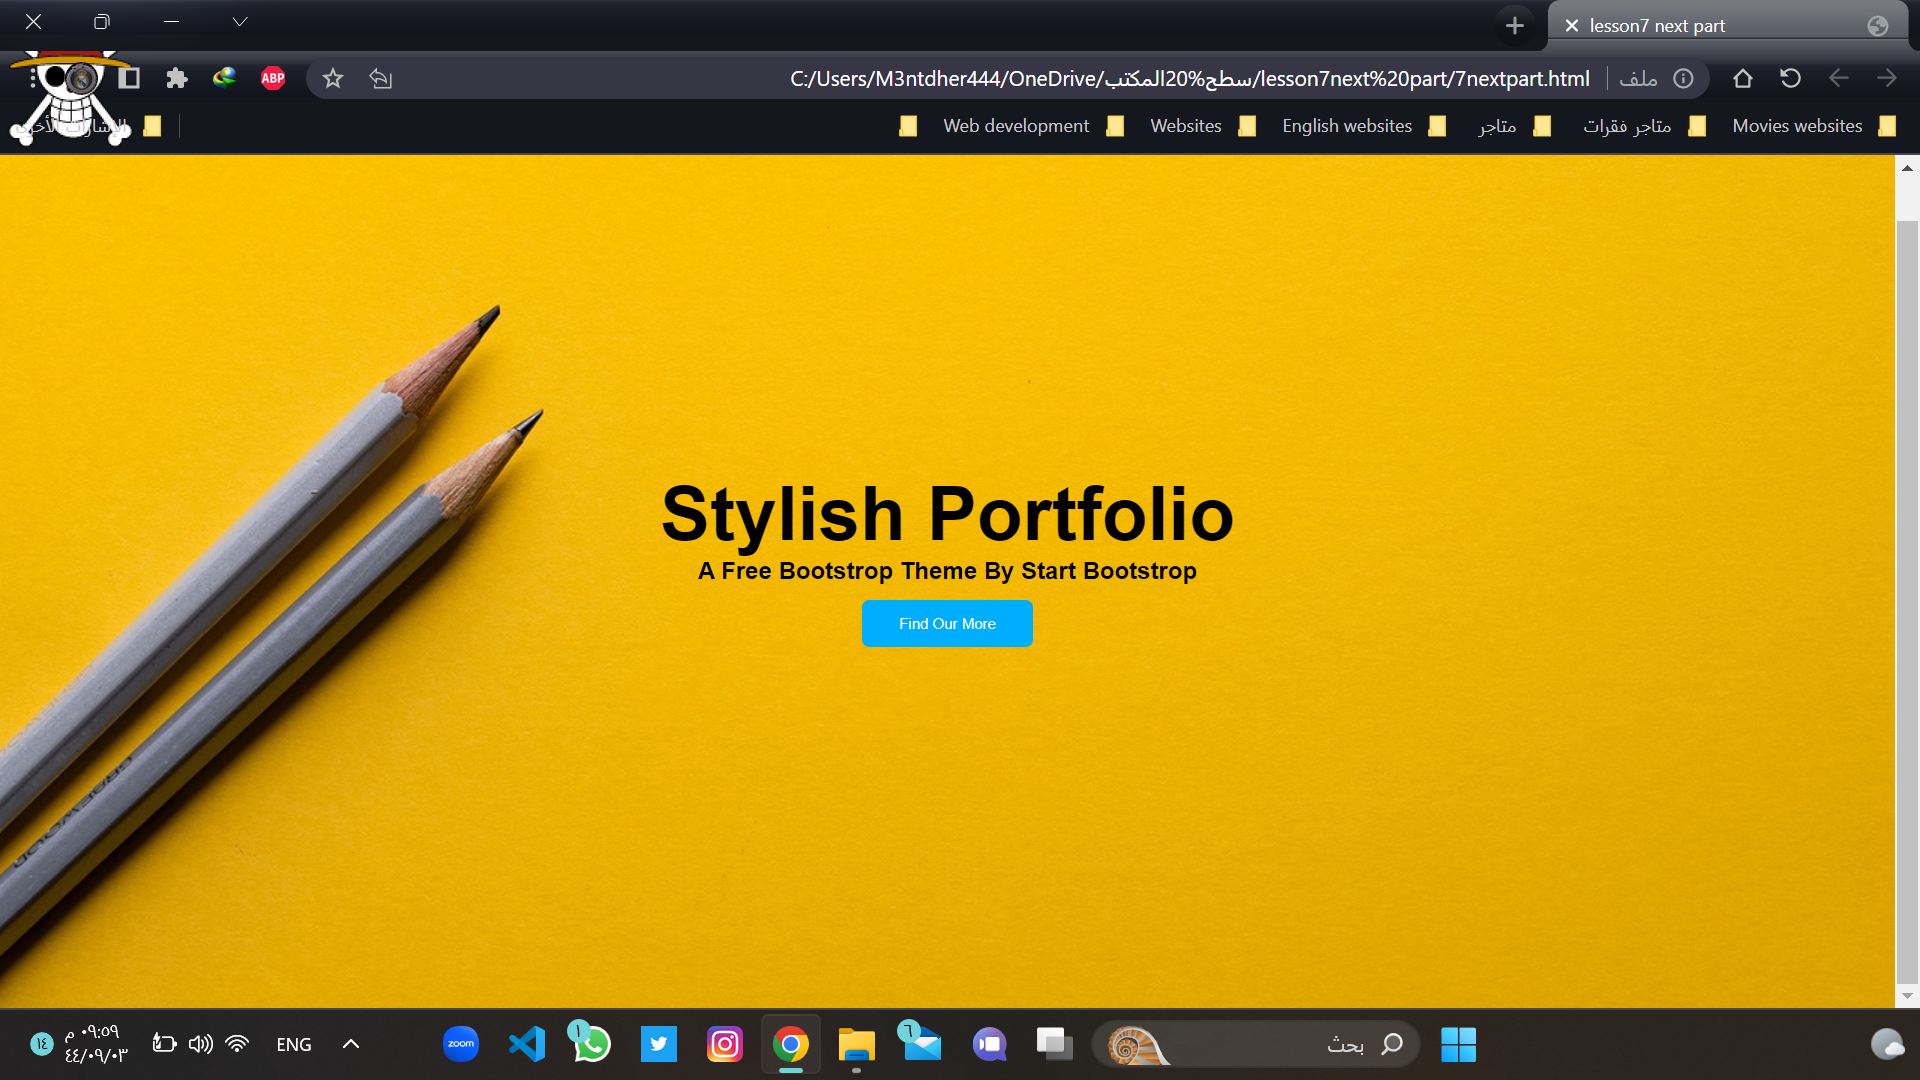 lesson7 next part
ABP
C:/Users/M3ntdher444/OneDrive/سطح%20المكتب/lesson7next%20part/7nextpart.html
ملف
الإشارات الأخرى
Web development
Websites
English websites
متاجر
متاجر فقرات
Movies websites
Stylish Portfolio
A Free Bootstrop Theme By Start Bootstrop
Find Our More
١٤
٠٩:٥٩ م
٤٤/٠٩/٠٣
ENG
zoom
١
٦
بحث